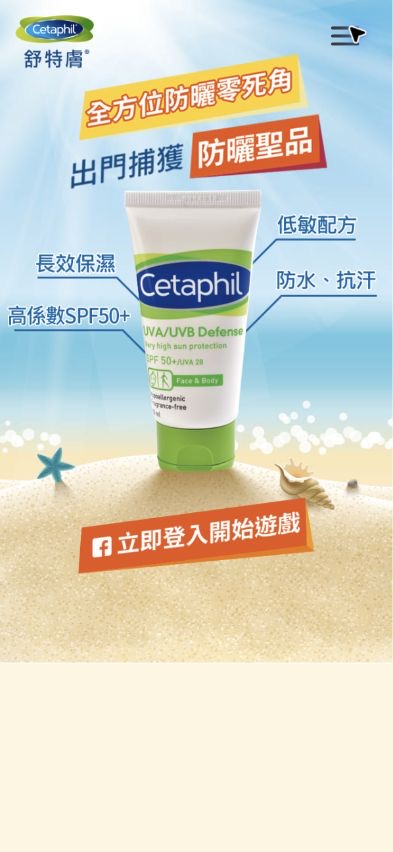 Cetaphil®
舒特膚®
全方位防曬零死角
出門捕獲 防曬聖品
低敏配方
長效保濕
防水、抗汗
高係數SPF50+
Cetaphil
UVA/UVB Defense
Very high sun protection
SPF 50+/UVA 28
Face & Body
立即登入開始遊戲